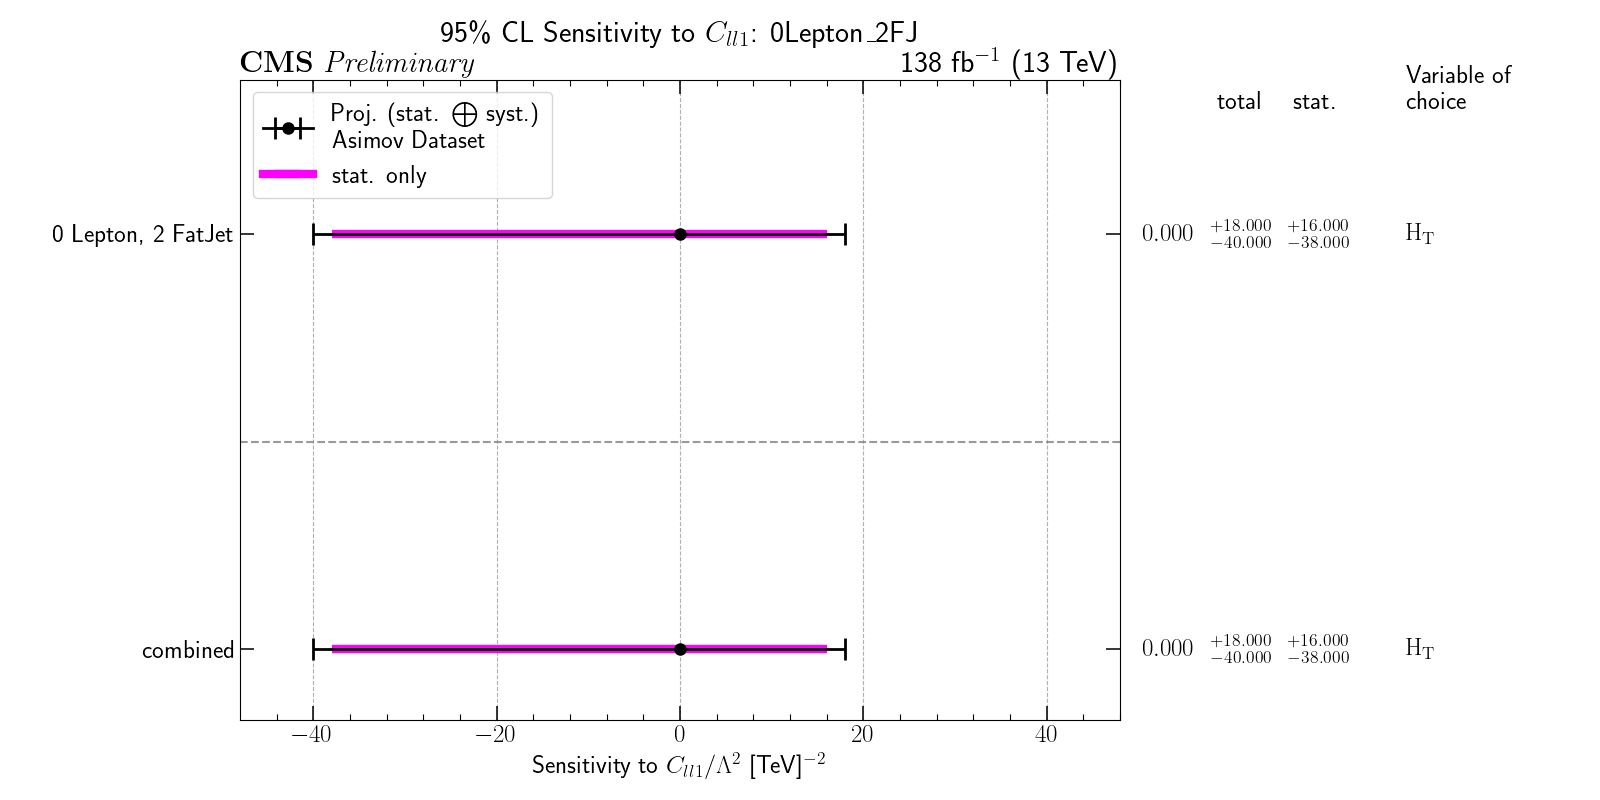 95% CL Sensitivity to C_{ll1}: 0Lepton_2FJ
CMS Preliminary
138 fb⁻¹ (13 TeV)
Variable of
choice
total stat.
Proj. (stat. ⨁ syst.)
Asimov Dataset
stat. only
0 Lepton, 2 FatJet
0.000 +18.000 −40.000 +16.000 −38.000 H_T
combined
0.000 +18.000 −40.000 +16.000 −38.000 H_T
−40 −20 0 20 40
Sensitivity to C_{ll1}/Λ² [TeV]⁻²